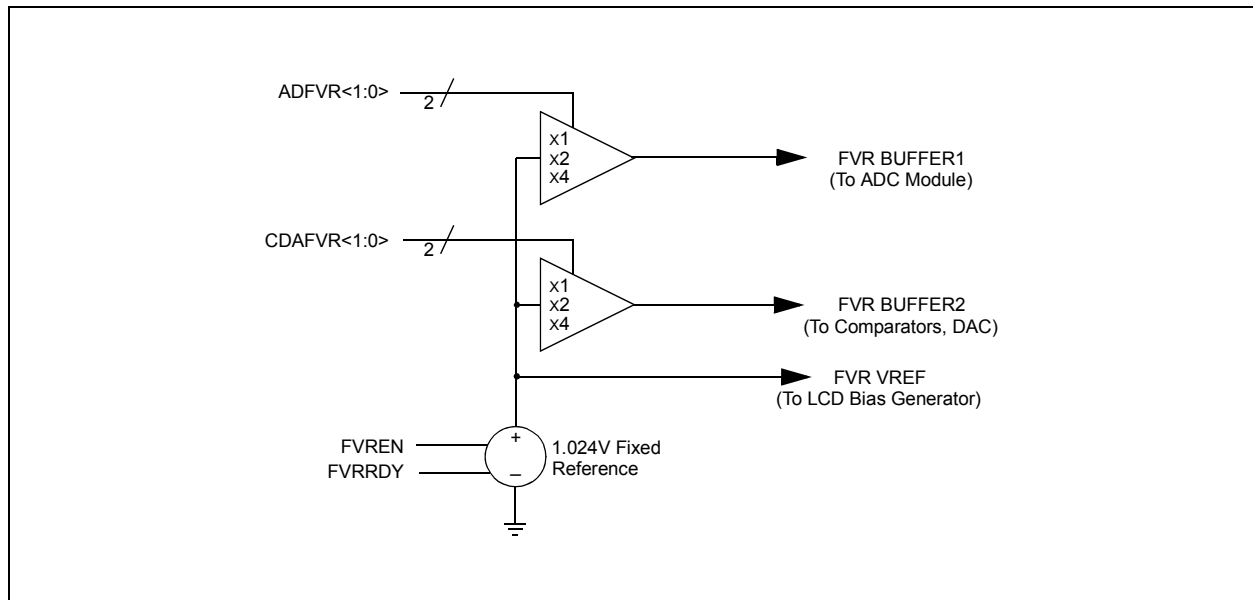 ADFVR<1:0>
2
X1
X2
X4
FVR BUFFER1
(To ADC Module)
CDAFVR<1:0>
2
X1
X2
X4
FVR BUFFER2
(To Comparators, DAC)
FVR VREF
(To LCD Bias Generator)
FVREN
FVRRDY
+
_
1.024V Fixed
Reference